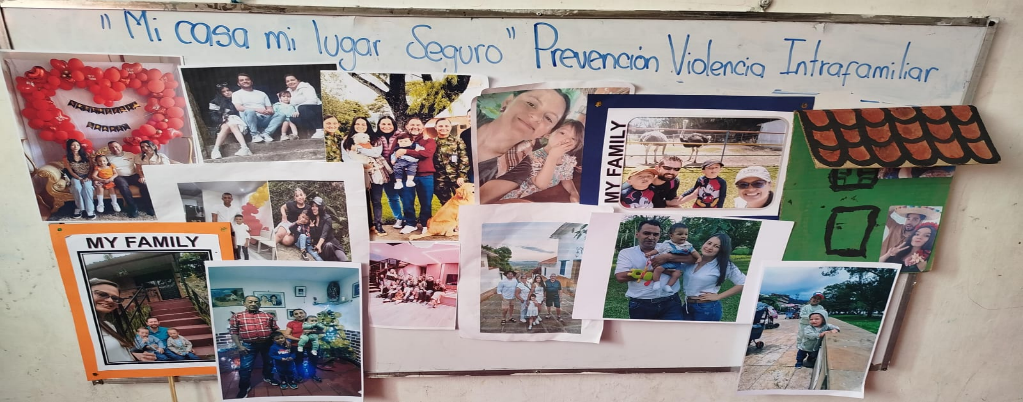 "Mi casa mi lugar Seguro" Prevención Violencia Intrafamiliar
MY FAMILY
MY FAMILY